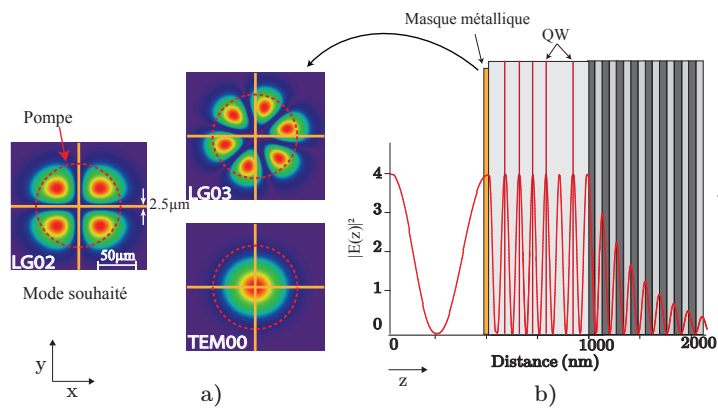 Masque métallique
QW
Pompe
LG03
LG02
2.5µm
50µm
Mode souhaité
TEM00
y
x
a)
|E(z)|²
4
3
2
1
0
0
1000
2000
Distance (nm)
z
b)